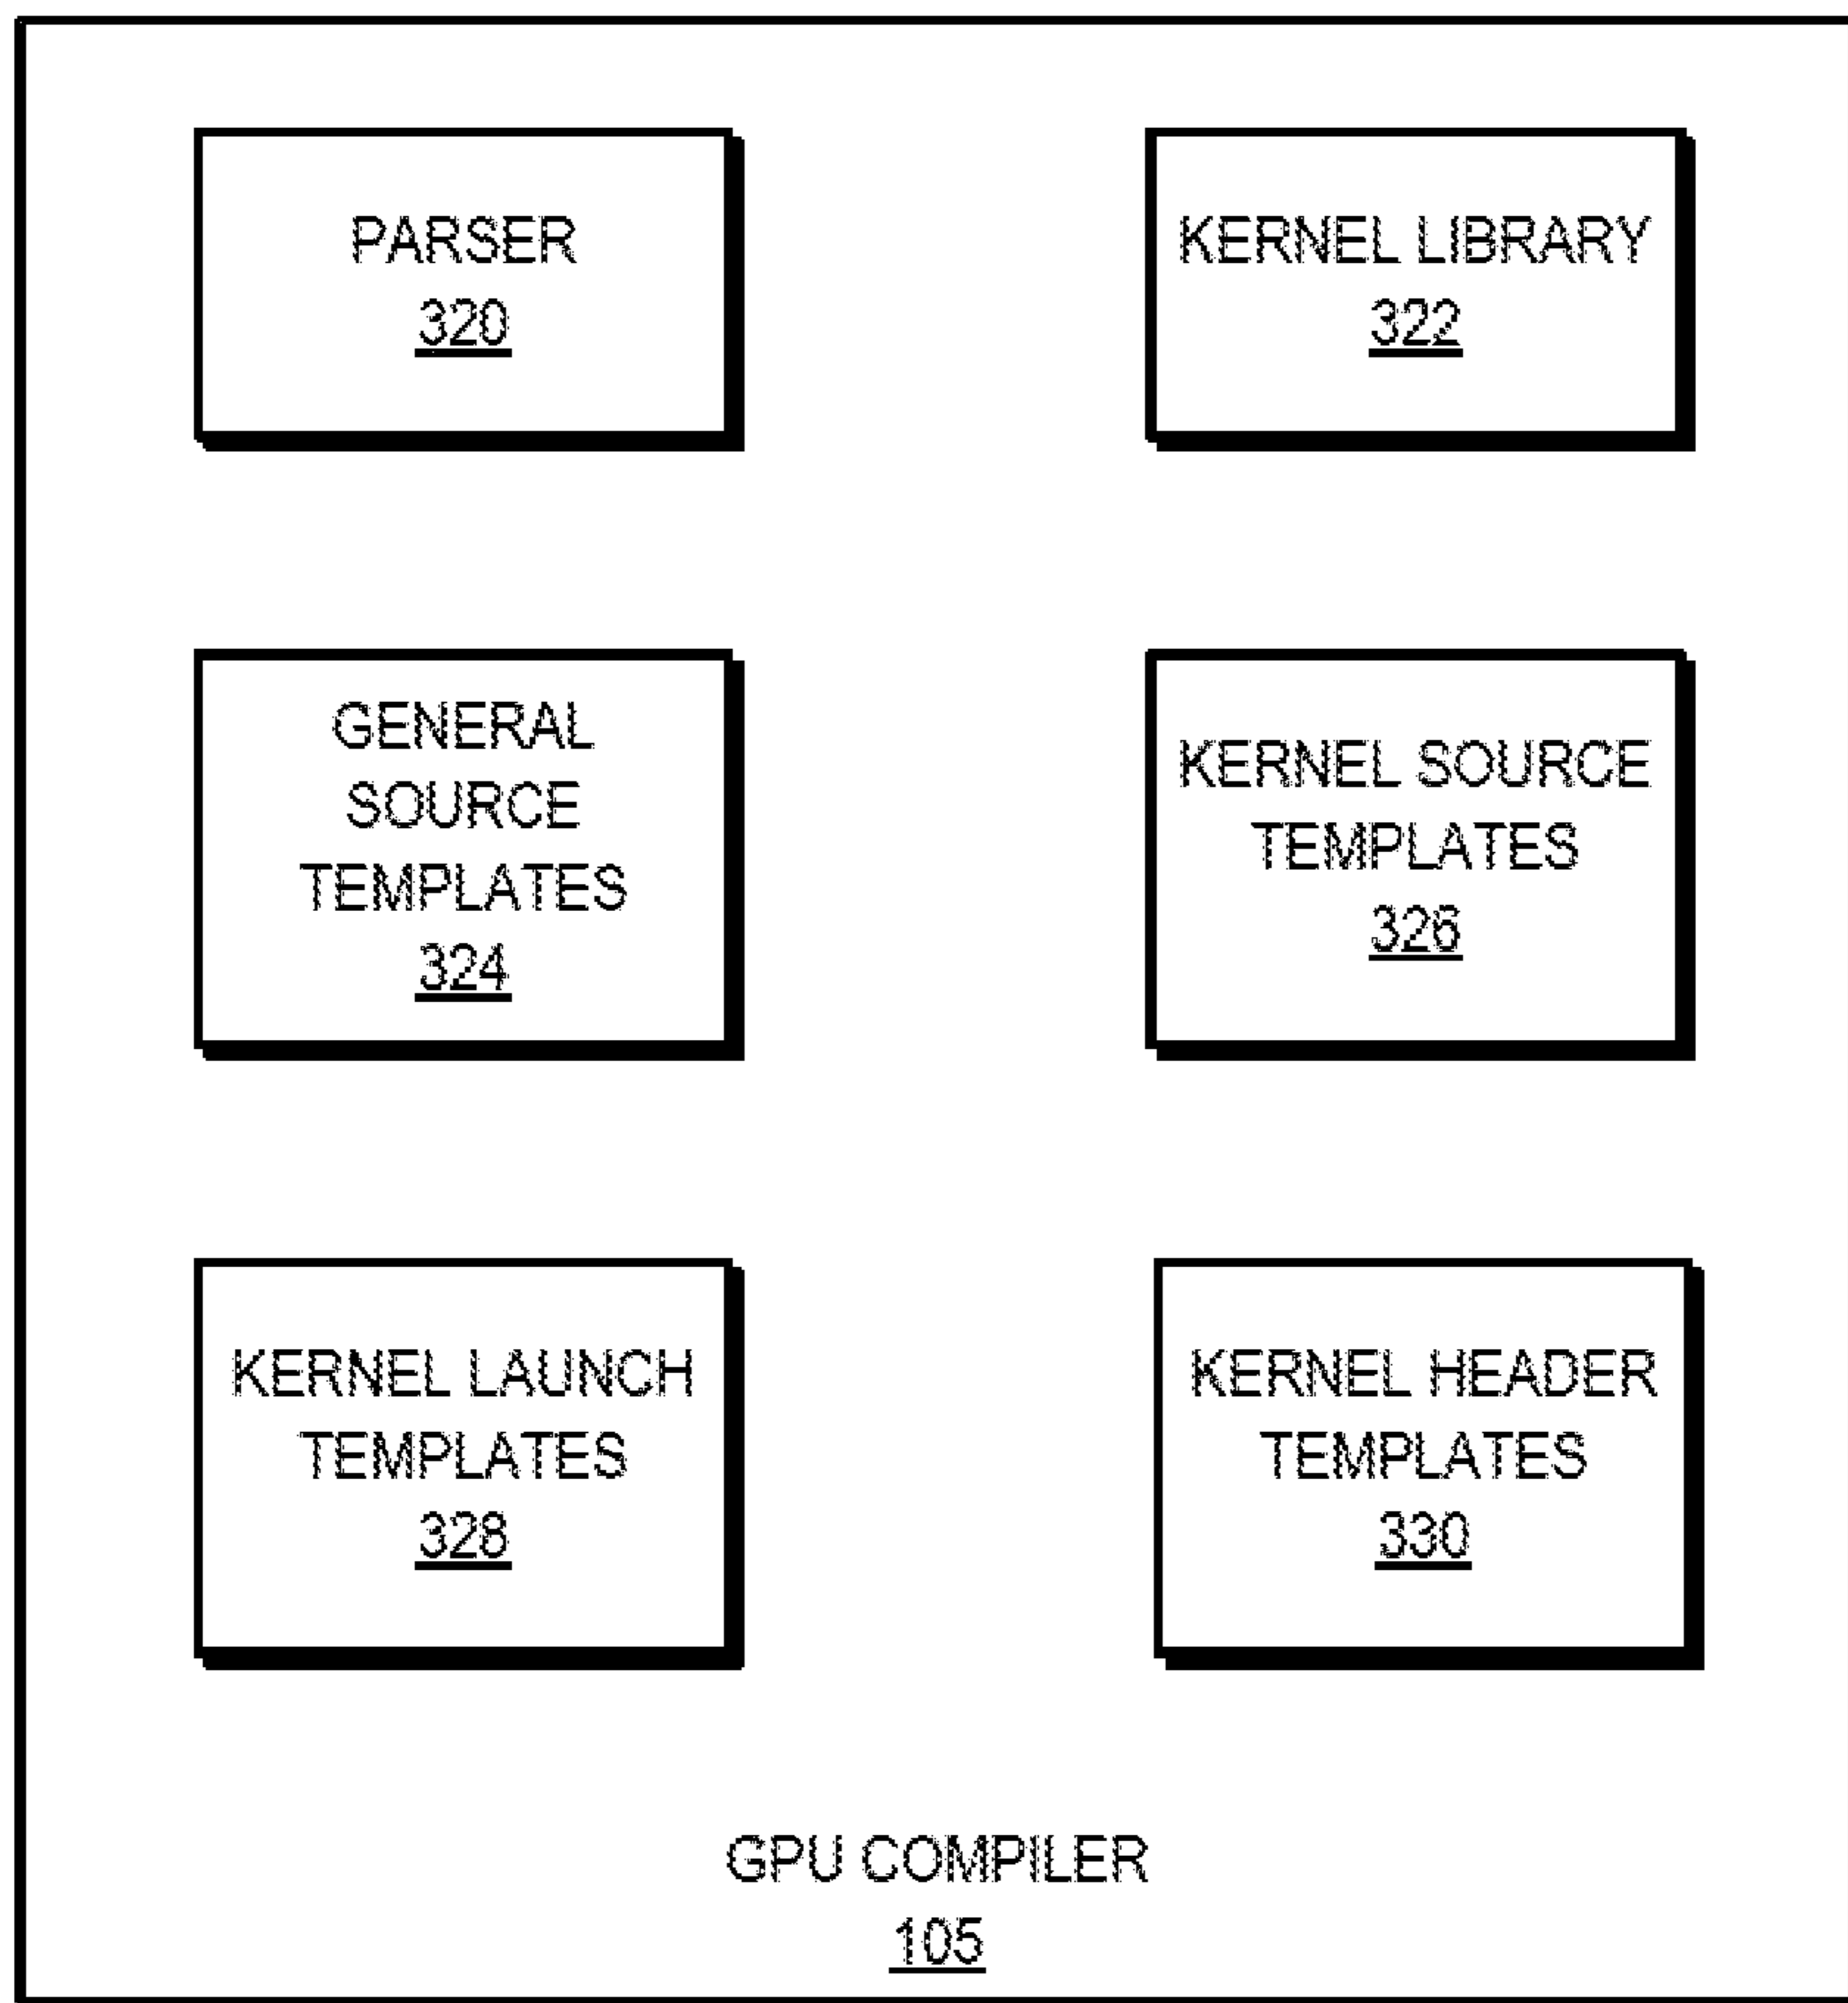 PARSER
320
KERNEL LIBRARY
322
GENERAL
SOURCE
TEMPLATES
324
KERNEL SOURCE
TEMPLATES
326
KERNEL LAUNCH
TEMPLATES
328
KERNEL HEADER
TEMPLATES
330
GPU COMPILER
105